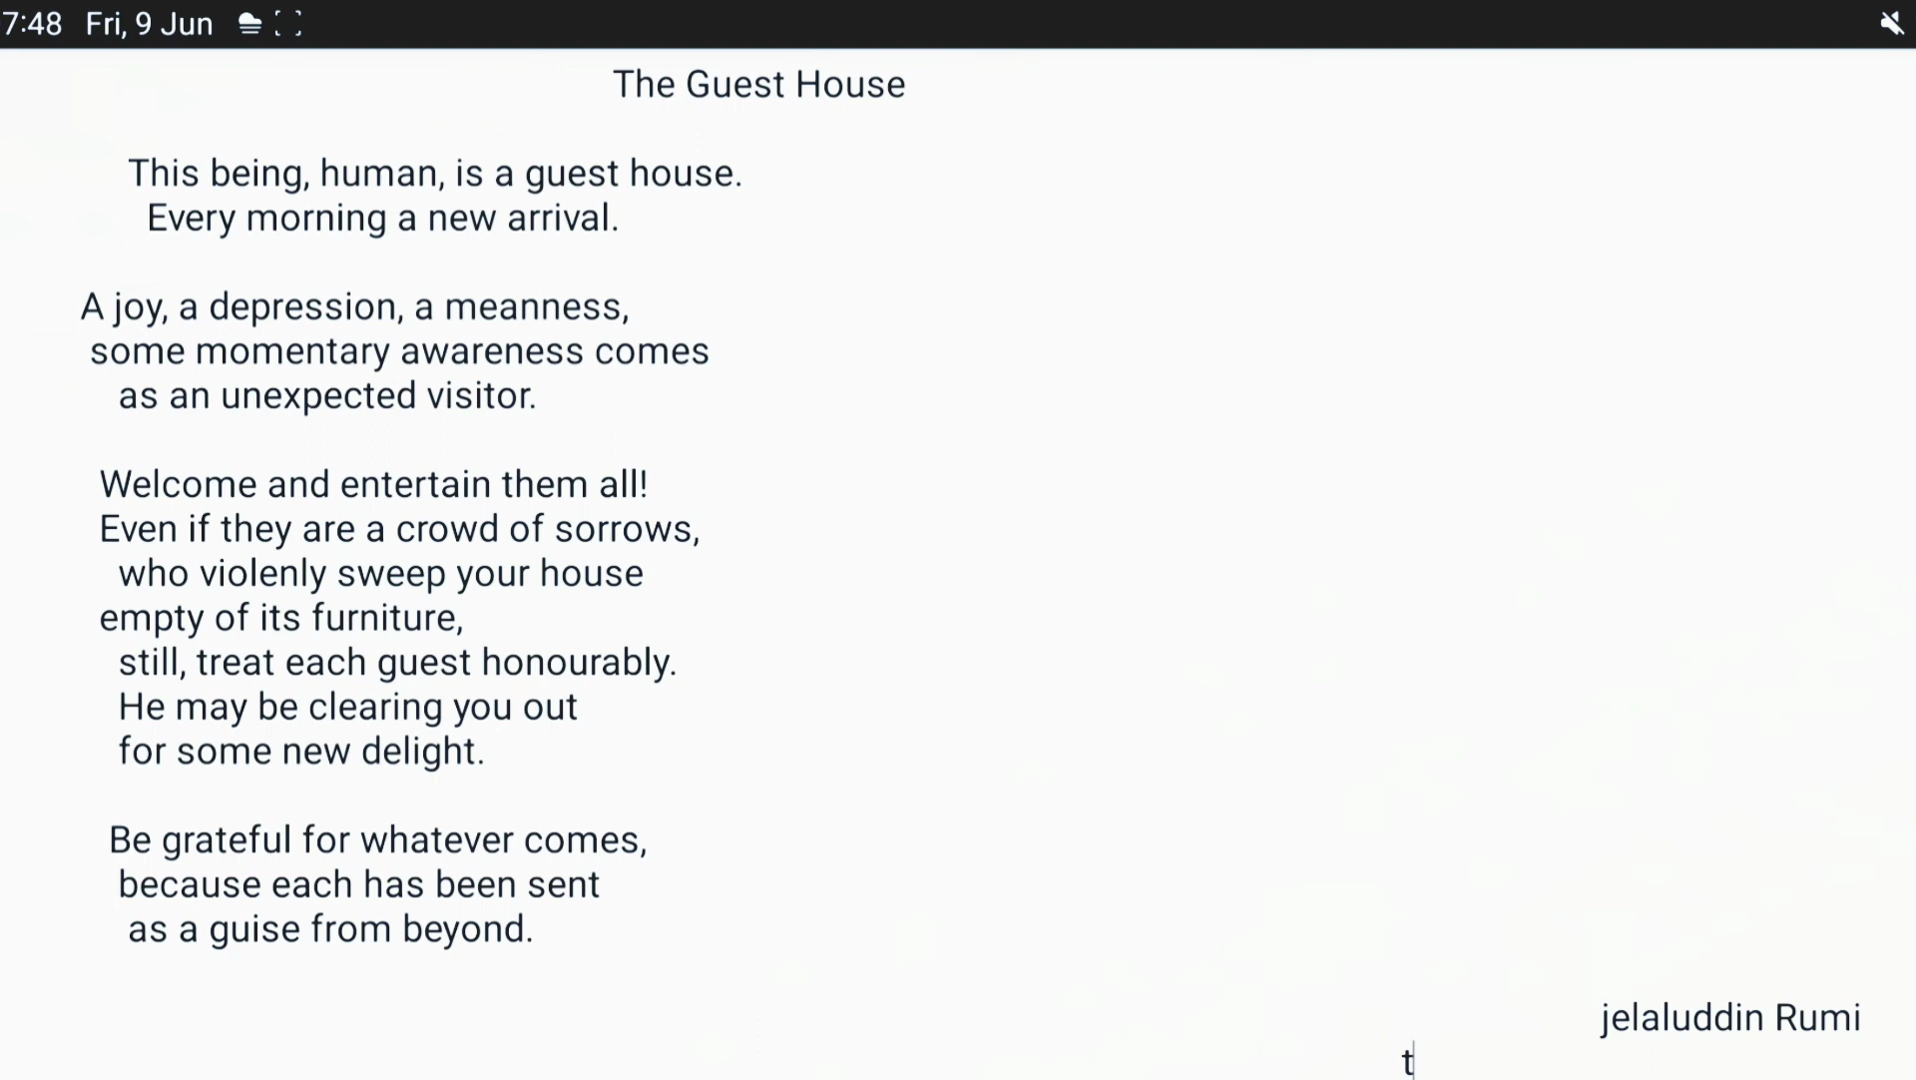 7:48 Fri, 9 Jun
The Guest House
This being, human, is a guest house.
Every morning a new arrival.
A joy, a depression, a meanness,
some momentary awareness comes
as an unexpected visitor.
Welcome and entertain them all!
Even if they are a crowd of sorrows,
who violenly sweep your house
empty of its furniture,
still, treat each guest honourably.
He may be clearing you out
for some new delight.
Be grateful for whatever comes,
because each has been sent
as a guise from beyond.
jelaluddin Rumi
t